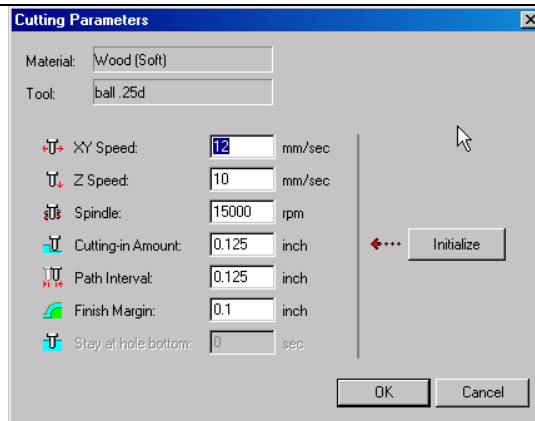 Cutting Parameters
Material: Wood (Soft)
Tool: ball .25d
XY Speed: 12 mm/sec
Z Speed: 10 mm/sec
Spindle: 15000 rpm
Cutting-in Amount: 0.125 inch
Initialize
Path Interval: 0.125 inch
Finish Margin: 0.1 inch
Stay at hole bottom: 0 sec
OK Cancel